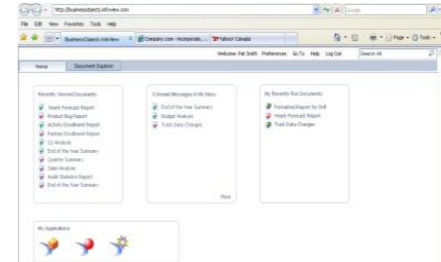 http://businessobjects.infoview.com
File Edit View Favorites Tools Help
BusinessObjects InfoView
Company.com - Incorporate, ...
Yahoo! Canada
Page
Tools
Welcome: Pat Smith Preferences Go To Help Log Out Search All
Home Document Explorer
Recently Viewed Documents
Yearly Forecast Report
Product Bug Report
Activity Enrollment Report
Partner Enrollment Report
Q1 Analysis
End of the Year Summary
Quarter Summary
Sales Analysis
Audit Statistics Report
End of the Year Summary
3 Unread Messages in My Inbox
End of the Year Summary
Budget Analysis
Track Data Changes
More
My Recently Run Documents
Formatted Report for Drill
Yearly Forecast Report
Track Data Changes
My Applications